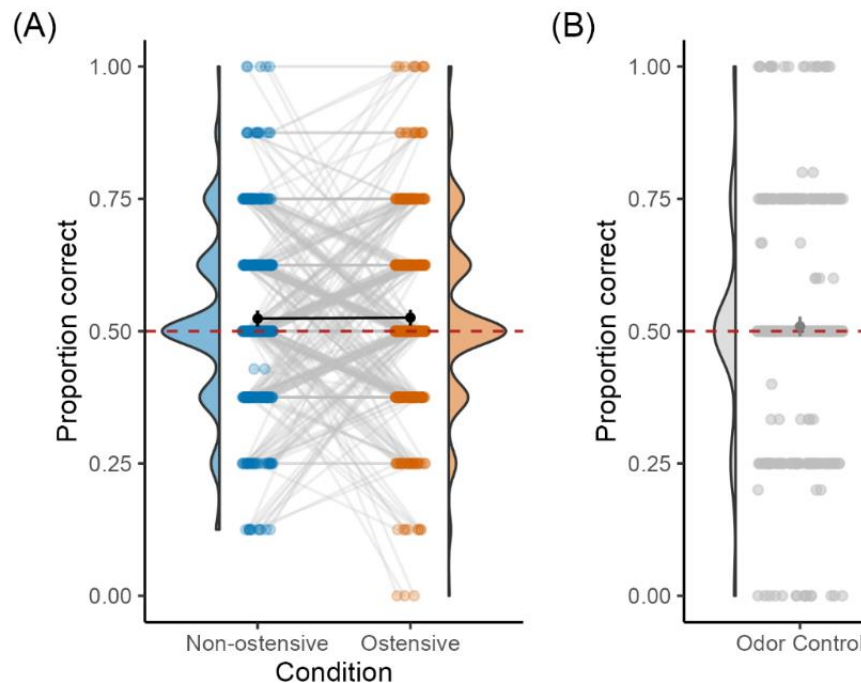 (A)
Proportion correct
1.00
0.75
0.50
0.25
0.00
Non-ostensive
Ostensive
Condition
(B)
Proportion correct
1.00
0.75
0.50
0.25
0.00
Odor Control